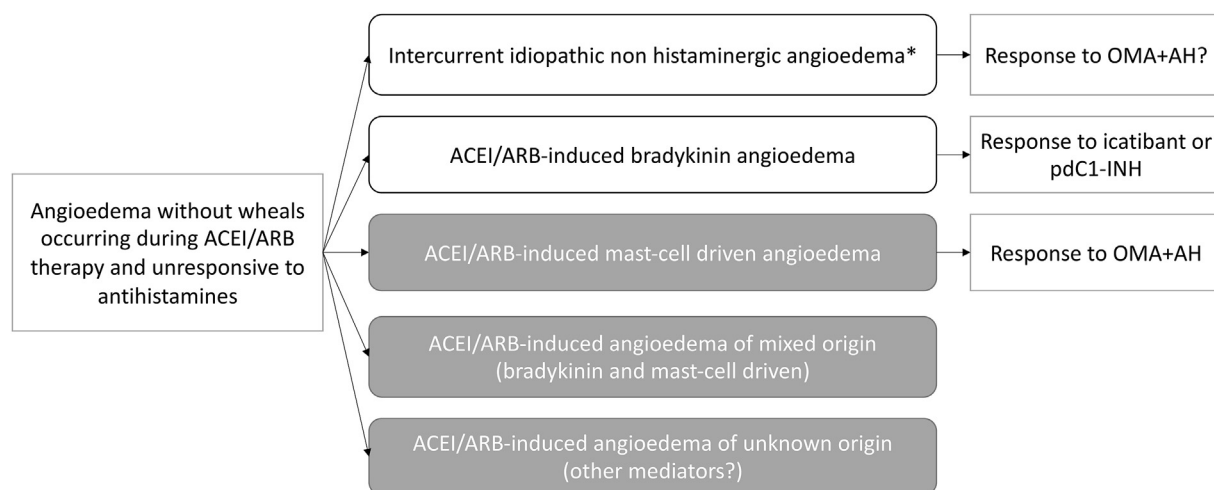 Angioedema without wheals
occurring during ACEI/ARB
therapy and unresponsive to
antihistamines
Intercurrent idiopathic non histaminergic angioedema*
Response to OMA+AH?
ACEI/ARB-induced bradykinin angioedema
Response to icatibant or
pdC1-INH
ACEI/ARB-induced mast-cell driven angioedema
Response to OMA+AH
ACEI/ARB-induced angioedema of mixed origin
(bradykinin and mast-cell driven)
ACEI/ARB-induced angioedema of unknown origin
(other mediators?)